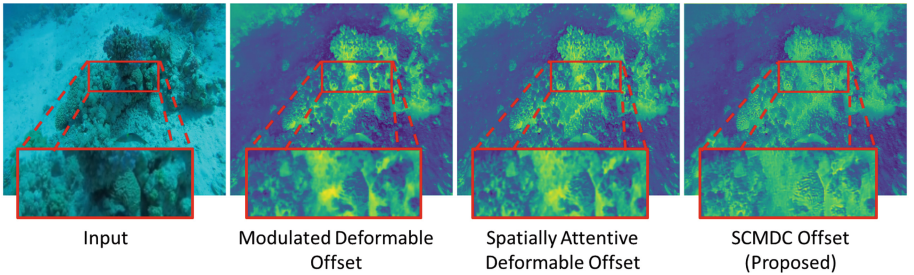 Input
Modulated Deformable
Offset
Spatially Attentive
Deformable Offset
SCMDC Offset
(Proposed)